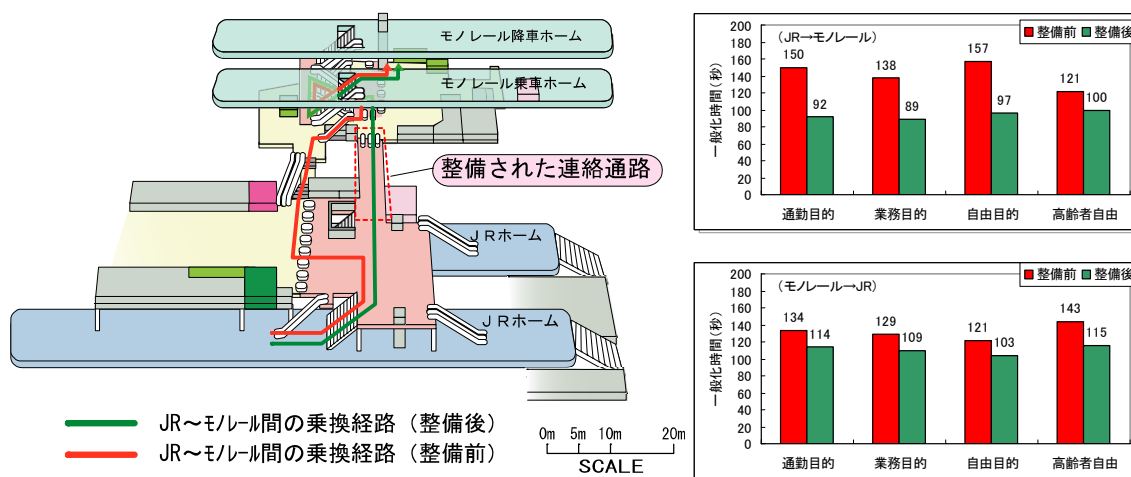 モノレール降車ホーム
モノレール乗車ホーム
整備された連絡通路
JRホーム
JRホーム
JR～ﾓﾉﾚｰﾙ間の乗換経路（整備後）
JR～ﾓﾉﾚｰﾙ間の乗換経路（整備前）
0m 5m 10m 20m
SCALE
（JR→モノレール）
整備前 整備後
一般化時間（秒）
200
180
160
140
120
100
80
60
40
20
0
150 92 138 89 157 97 121 100
通勤目的 業務目的 自由目的 高齢者自由
（モノレール→JR）
整備前 整備後
一般化時間（秒）
200
180
160
140
120
100
80
60
40
20
0
134 114 129 109 121 103 143 115
通勤目的 業務目的 自由目的 高齢者自由